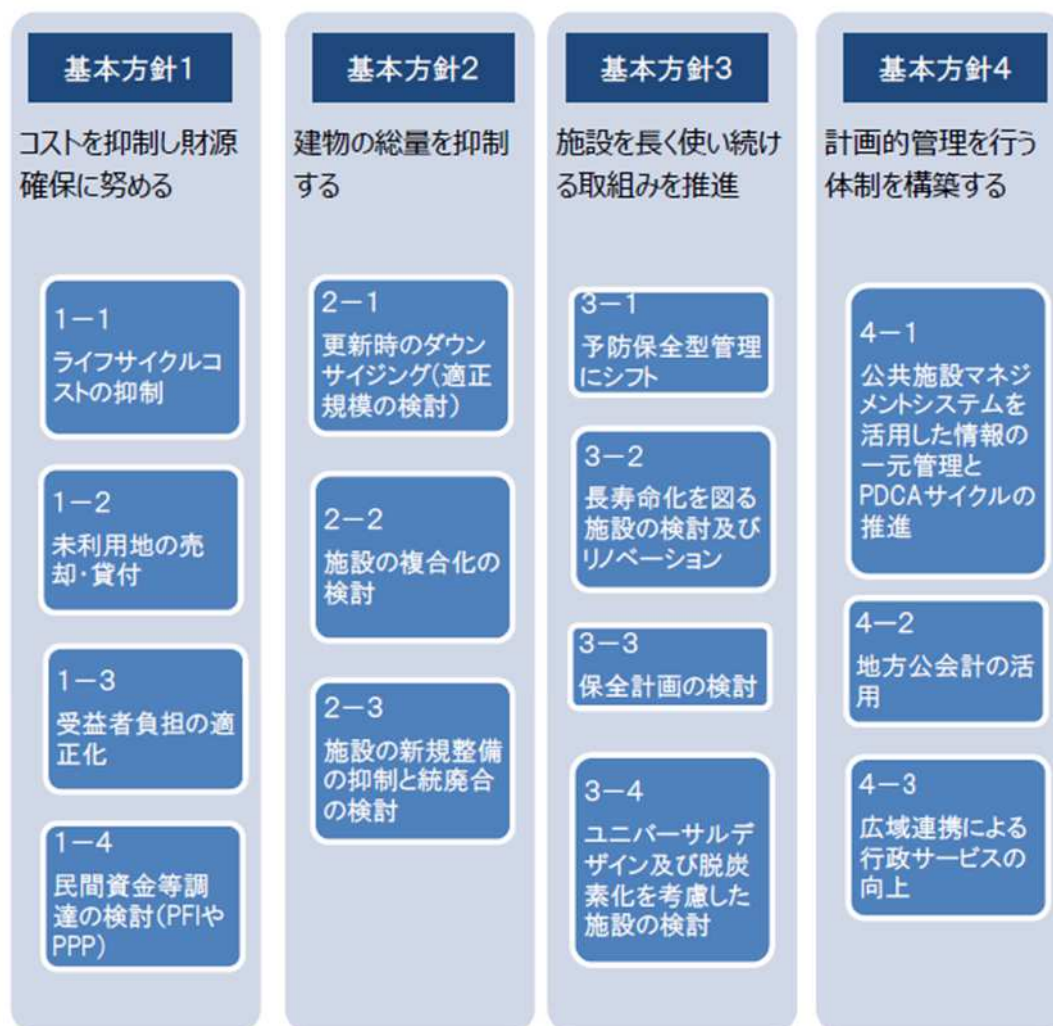 基本方針1
コストを抑制し財源
確保に努める
1－1
ライフサイクルコ
ストの抑制
1－2
未利用地の売
却・貸付
1－3
受益者負担の適
正化
1－4
民間資金等調
達の検討(PFIや
PPP)
基本方針2
建物の総量を抑制
する
2－1
更新時のダウン
サイジング(適正
規模の検討)
2－2
施設の複合化の
検討
2－3
施設の新規整備
の抑制と統廃合
の検討
基本方針3
施設を長く使い続け
る取組みを推進
3－1
予防保全型管理
にシフト
3－2
長寿命化を図る
施設の検討及び
リノベーション
3－3
保全計画の検討
3－4
ユニバーサルデ
ザイン及び脱炭
素化を考慮した
施設の検討
基本方針4
計画的管理を行う
体制を構築する
4－1
公共施設マネジ
メントシステムを
活用した情報の
一元管理と
PDCAサイクルの
推進
4－2
地方公会計の活
用
4－3
広域連携による
行政サービスの
向上